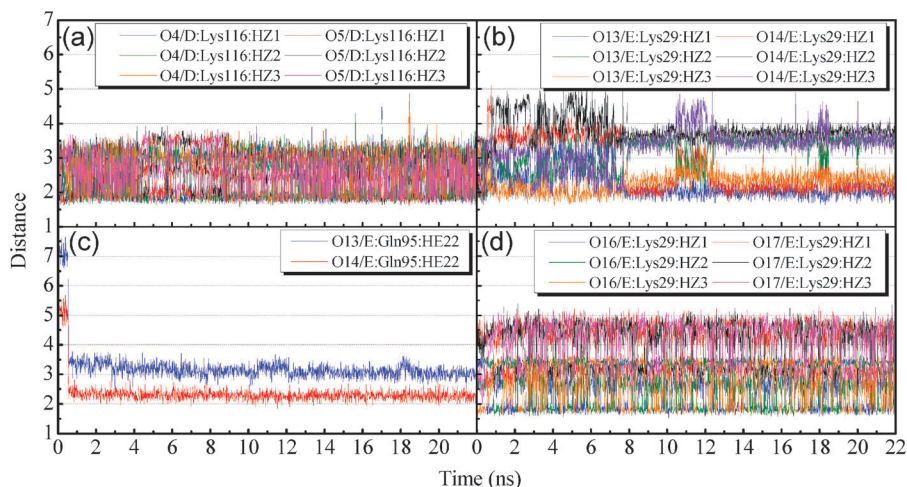 (a)
O4/D:Lys116:HZ1 O5/D:Lys116:HZ1
O4/D:Lys116:HZ2 O5/D:Lys116:HZ2
O4/D:Lys116:HZ3 O5/D:Lys116:HZ3
7
6
5
4
3
2
1
(b)
O13/E:Lys29:HZ1 O14/E:Lys29:HZ1
O13/E:Lys29:HZ2 O14/E:Lys29:HZ2
O13/E:Lys29:HZ3 O14/E:Lys29:HZ3
Distance
(c)
O13/E:Gln95:HE22
O14/E:Gln95:HE22
7
6
5
4
3
2
1
(d)
O16/E:Lys29:HZ1 O17/E:Lys29:HZ1
O16/E:Lys29:HZ2 O17/E:Lys29:HZ2
O16/E:Lys29:HZ3 O17/E:Lys29:HZ3
0 2 4 6 8 10 12 14 16 18 20 22
0 2 4 6 8 10 12 14 16 18 20 22
Time (ns)